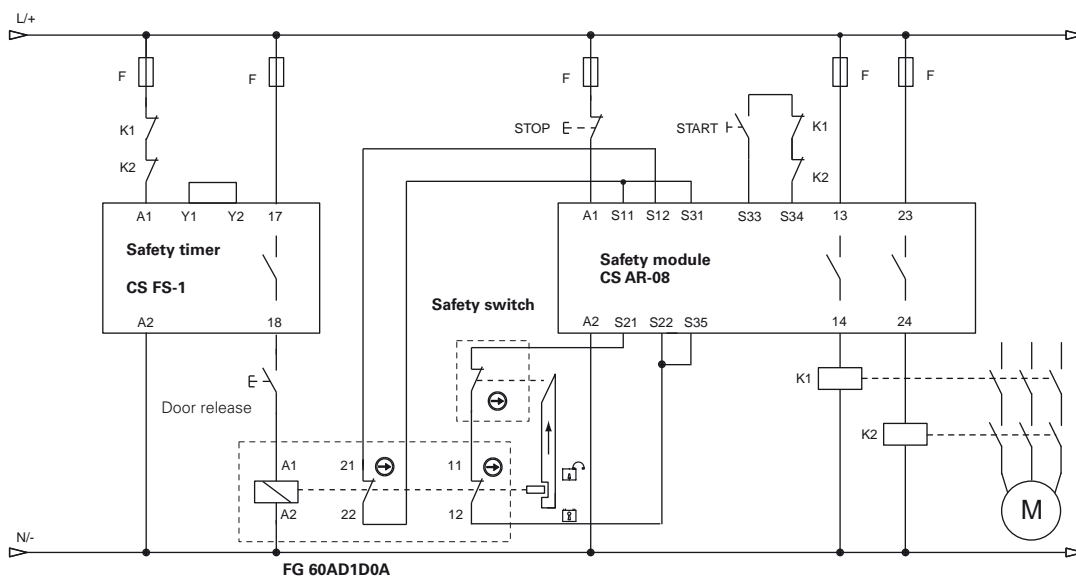 L/+
F
F
F
F
F
K1
K2
STOP
START
K1
K2
A1 Y1 Y2 17
A1 S11 S12 S31 S33 S34 13 23
Safety timer
CS FS-1
Safety module
CS AR-08
Safety switch
A2 18
A2 S21 S22 S35 14 24
K1
Door release
K2
A1 21 11
A2 22 12
M
N/-
FG 60AD1D0A